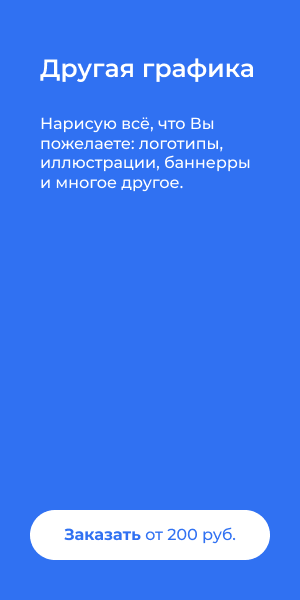 Другая графика
Нарисую всё, что Вы
пожелаете: логотипы,
иллюстрации, баннерры
и многое другое.
Заказать от 200 руб.